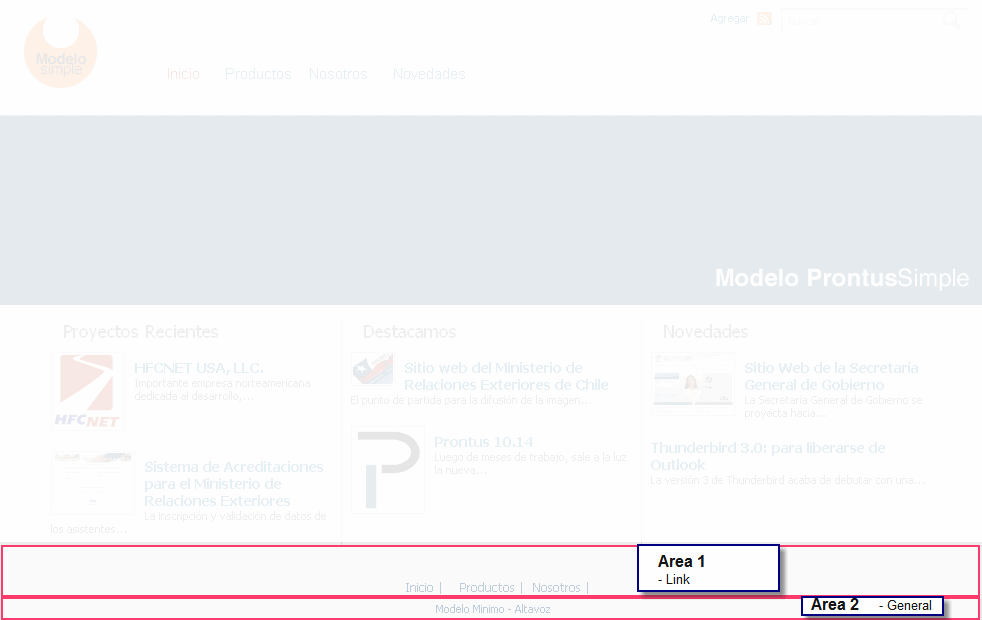 Agregar
Buscar
Modelo
simple
Inicio Productos Nosotros Novedades
Modelo ProntusSimple
Proyectos Recientes
HFCNET USA, LLC.
Importante empresa norteamericana
dedicada al desarrollo,...
HFCNET
Sistema de Acreditaciones
para el Ministerio de
Relaciones Exteriores
La inscripción y validación de datos de
los asistentes...
Destacamos
Sitio web del Ministerio de
Relaciones Exteriores de Chile
El punto de partida para la difusión de la imagen...
Prontus 10.14
Luego de meses de trabajo, sale a la luz
la nueva...
Novedades
Sitio Web de la Secretaría
General de Gobierno
La Secretaría General de Gobierno se
proyecta hacia...
Thunderbird 3.0: para liberarse de
Outlook
La versión 3 de Thunderbird acaba de debutar con una...
Area 1
- Link
Inicio | Productos | Nosotros |
Area 2 - General
Modelo Minimo - Altavoz